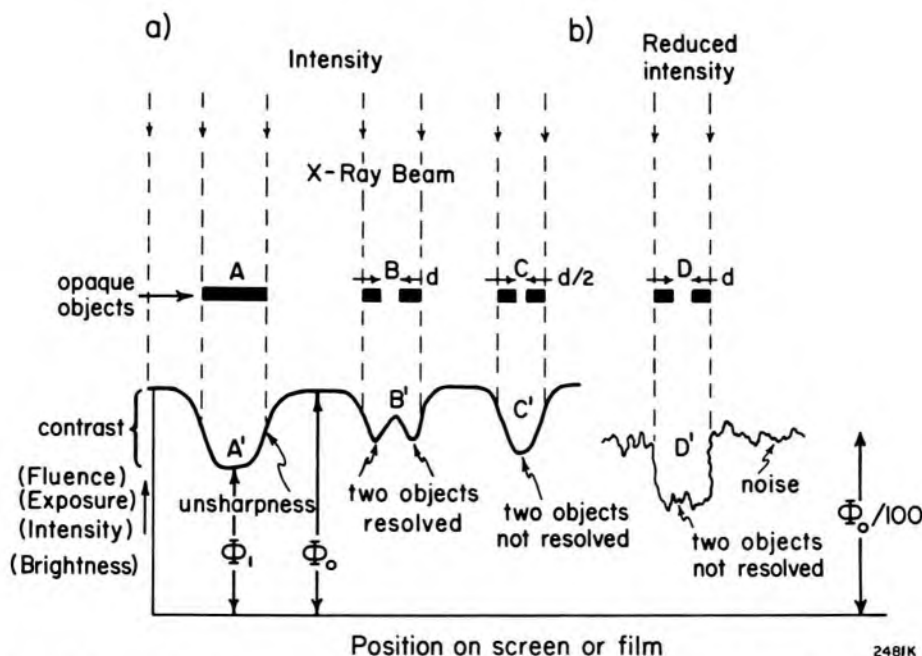 a)
b)
Intensity
Reduced
intensity
X-Ray Beam
A
B
d
C
d/2
D
d
opaque
objects
contrast
A'
B'
C'
D'
(Fluence)
(Exposure)
(Intensity)
(Brightness)
unsharpness
two objects
resolved
two objects
not resolved
noise
two objects
not resolved
Φ₁
Φ₀
Φ₀/100
Position on screen or film
2481K